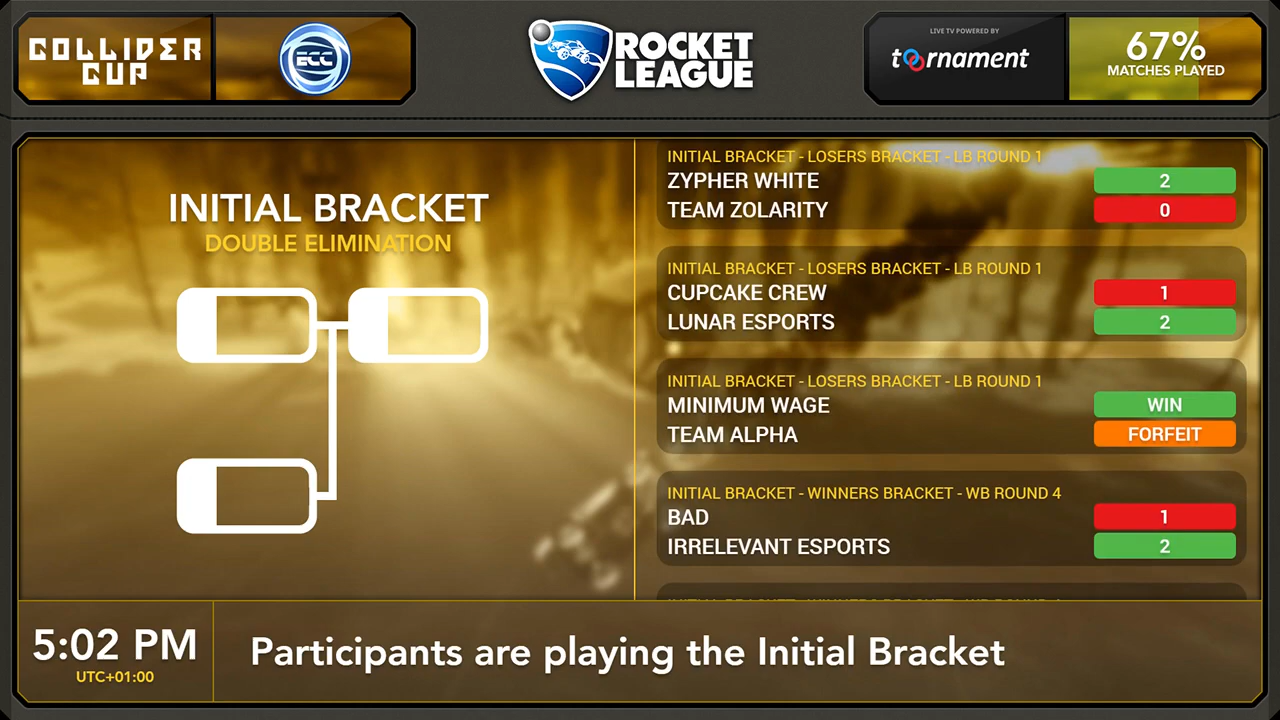 COLLIDER
CUP
ECC
ROCKET
LEAGUE
LIVE TV POWERED BY
toornament
67%
MATCHES PLAYED
INITIAL BRACKET
DOUBLE ELIMINATION
INITIAL BRACKET - LOSERS BRACKET - LB ROUND 1
ZYPHER WHITE 2
TEAM ZOLARITY 0
INITIAL BRACKET - LOSERS BRACKET - LB ROUND 1
CUPCAKE CREW 1
LUNAR ESPORTS 2
INITIAL BRACKET - LOSERS BRACKET - LB ROUND 1
MINIMUM WAGE WIN
TEAM ALPHA FORFEIT
INITIAL BRACKET - WINNERS BRACKET - WB ROUND 4
BAD 1
IRRELEVANT ESPORTS 2
5:02 PM
UTC+01:00
Participants are playing the Initial Bracket